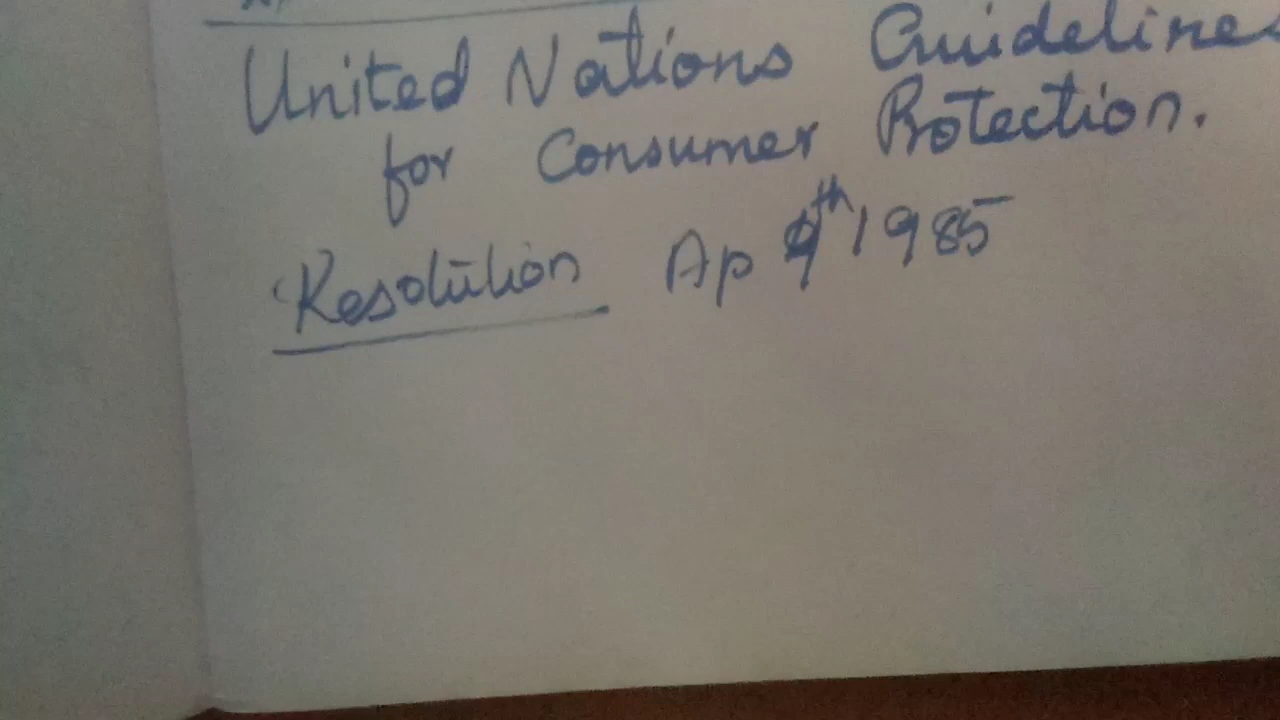 United Nations Guidelines
for Consumer Protection.
Resolution Ap 9th 1985